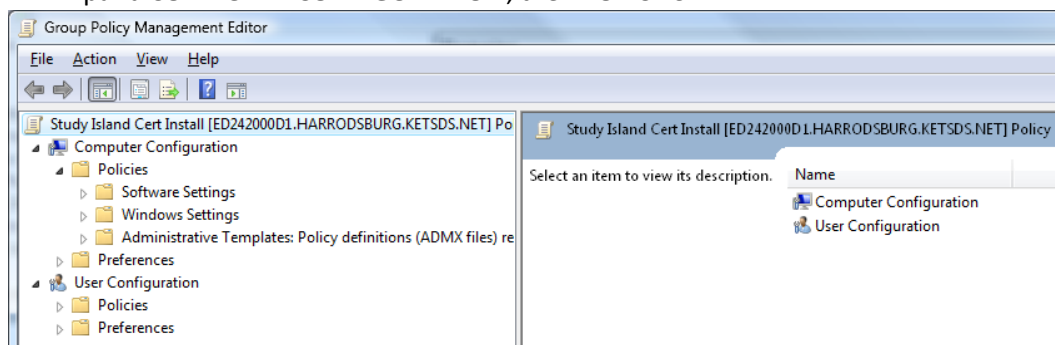 Group Policy Management Editor
File Action View Help
Study Island Cert Install [ED242000D1.HARRODSBURG.KETSDS.NET] Po
Computer Configuration
Policies
Software Settings
Windows Settings
Administrative Templates: Policy definitions (ADMX files) re
Preferences
User Configuration
Policies
Preferences
Study Island Cert Install [ED242000D1.HARRODSBURG.KETSDS.NET] Policy
Select an item to view its description.
Name
Computer Configuration
User Configuration